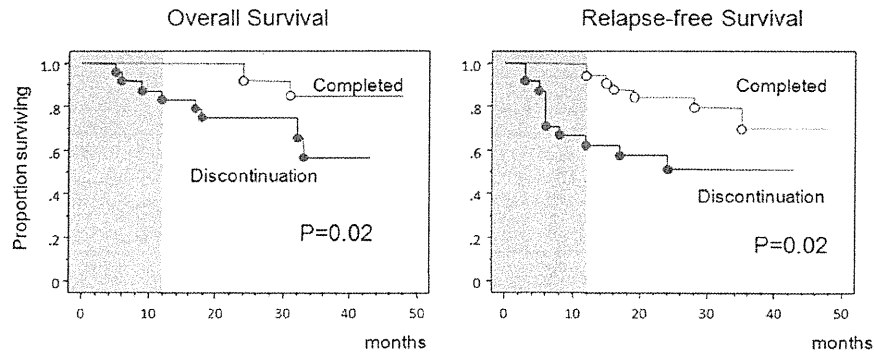 Overall Survival
Proportion surviving
1.0
.8
.6
.4
.2
0
Completed
Discontinuation
P=0.02
0 10 20 30 40 50
months
Relapse-free Survival
1.0
.8
.6
.4
.2
0
Completed
Discontinuation
P=0.02
0 10 20 30 40 50
months